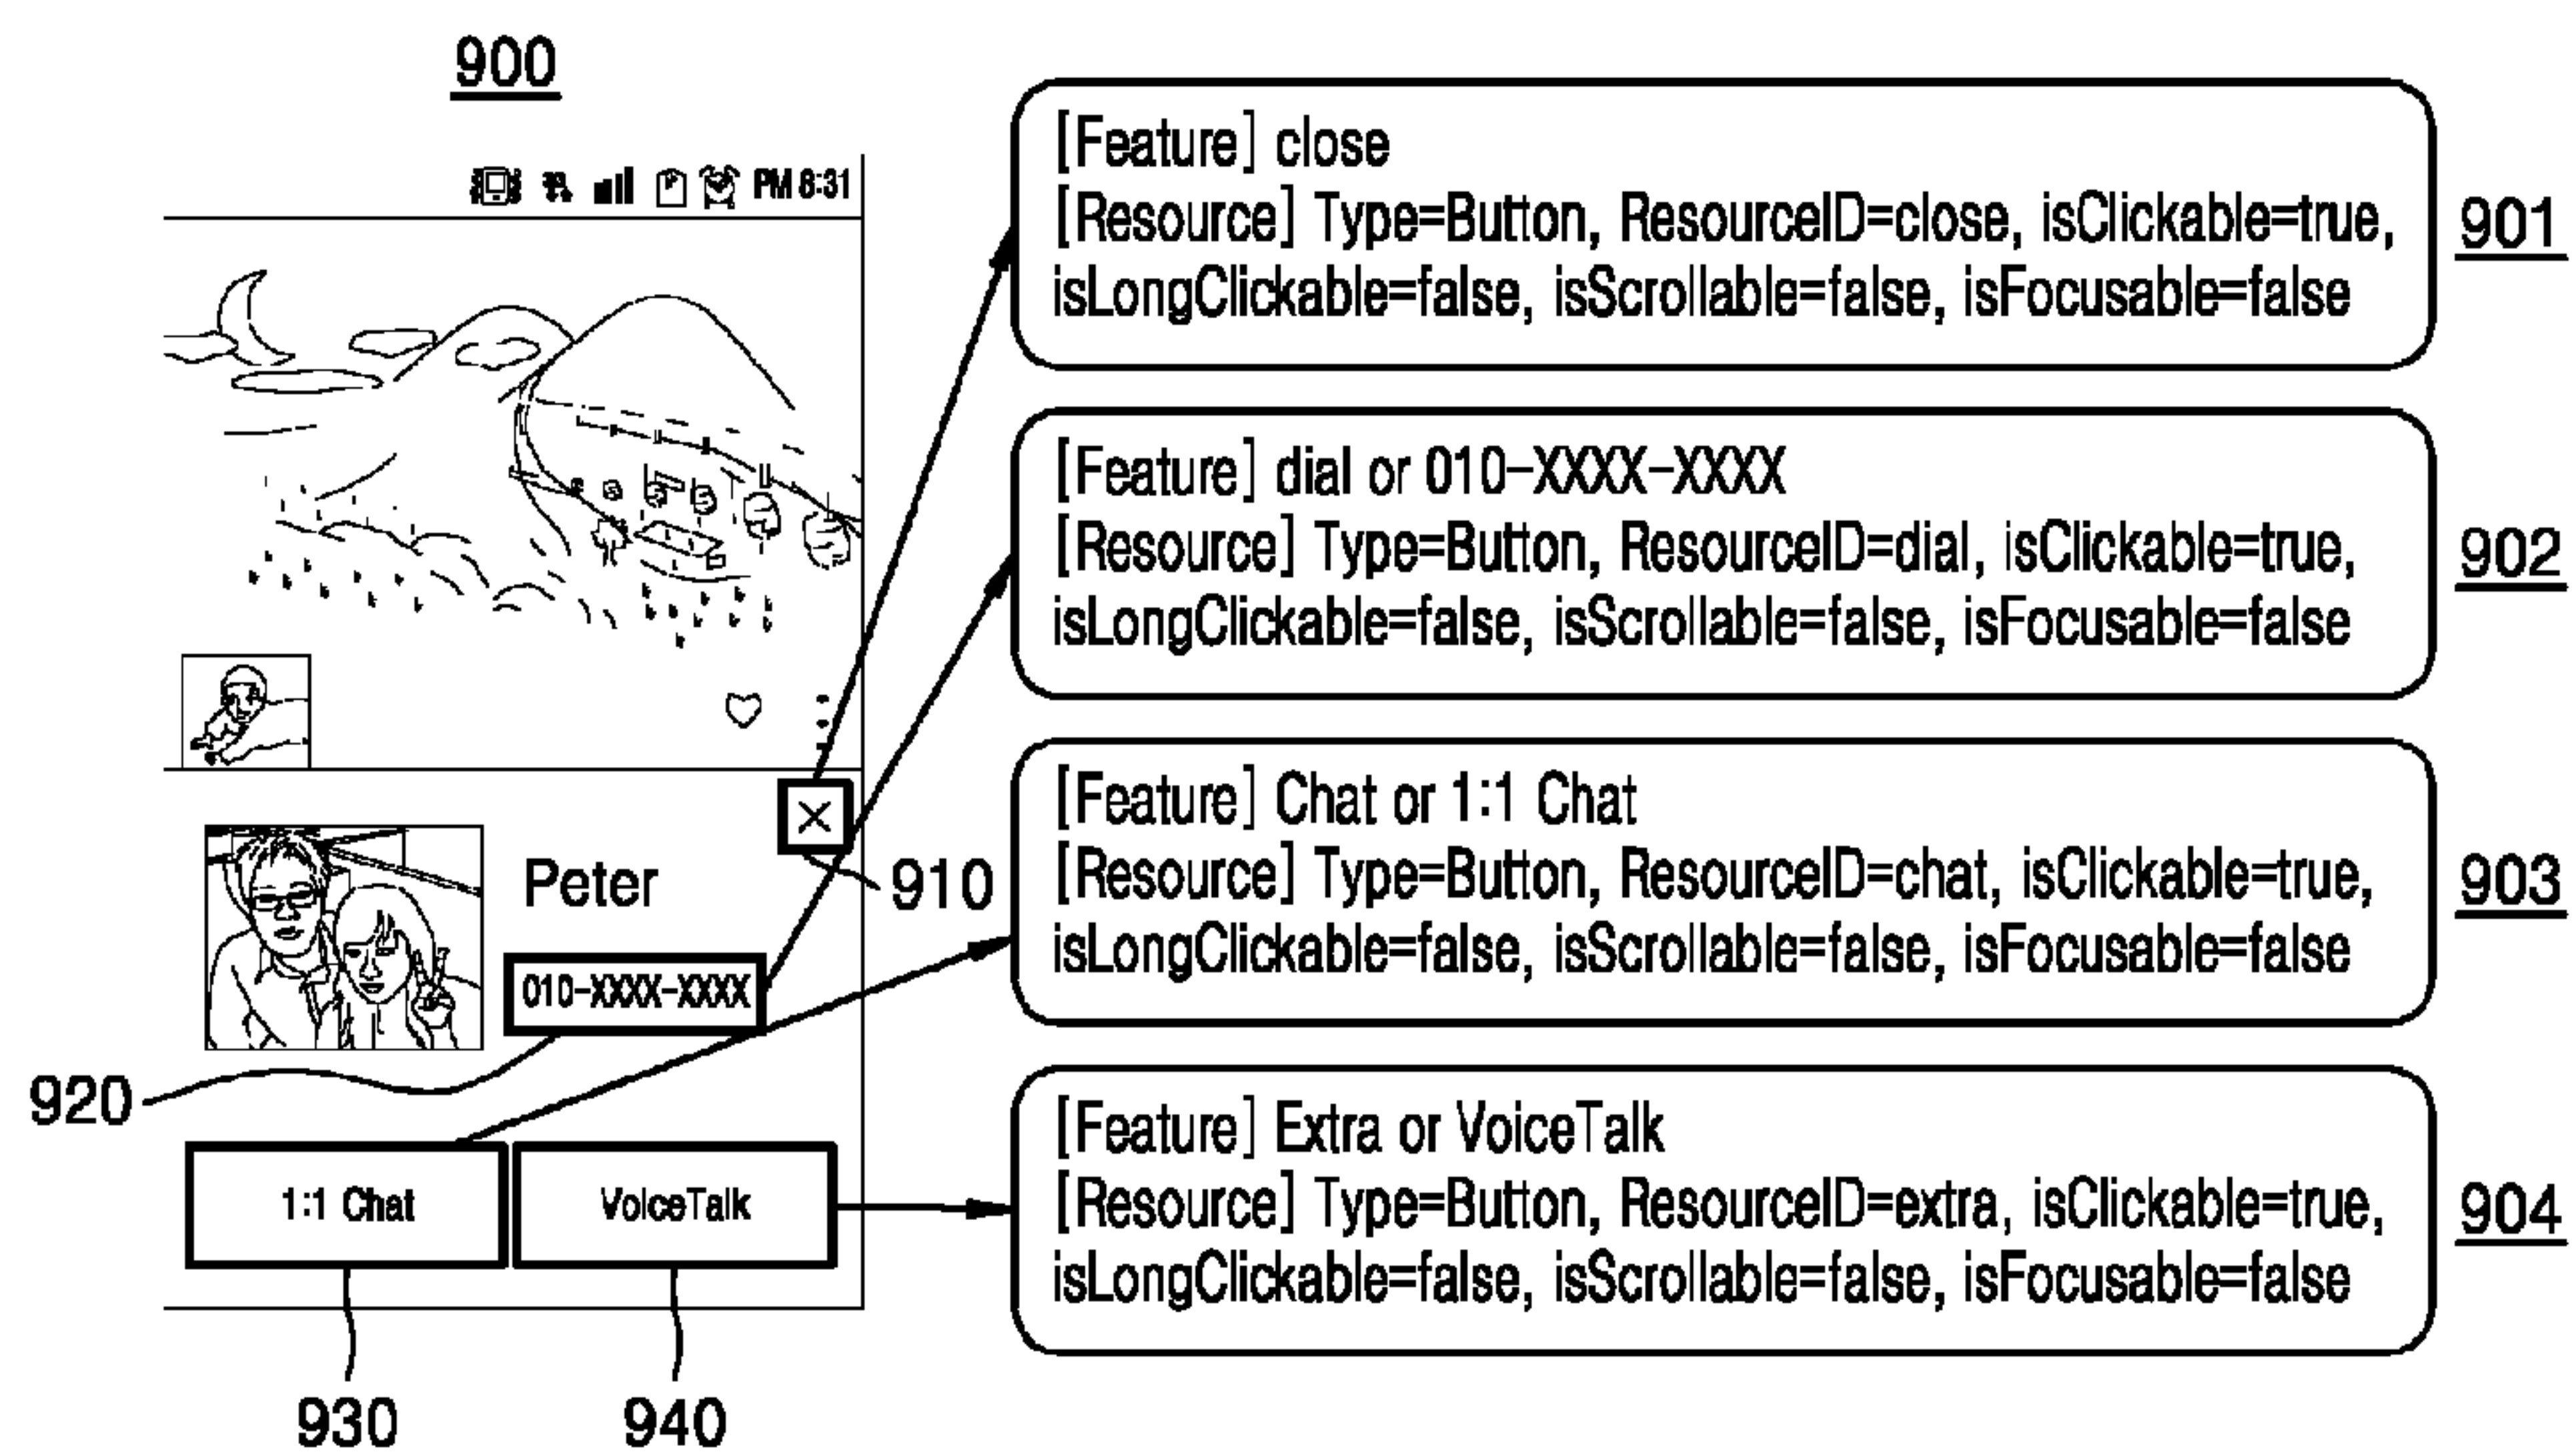 900
PM 8:31
Peter
910
010-XXXX-XXXX
920
1:1 Chat
VoiceTalk
930
940
[Feature] close
[Resource] Type=Button, ResourceID=close, isClickable=true,
isLongClickable=false, isScrollable=false, isFocusable=false
901
[Feature] dial or 010-XXXX-XXXX
[Resource] Type=Button, ResourceID=dial, isClickable=true,
isLongClickable=false, isScrollable=false, isFocusable=false
902
[Feature] Chat or 1:1 Chat
[Resource] Type=Button, ResourceID=chat, isClickable=true,
isLongClickable=false, isScrollable=false, isFocusable=false
903
[Feature] Extra or VoiceTalk
[Resource] Type=Button, ResourceID=extra, isClickable=true,
isLongClickable=false, isScrollable=false, isFocusable=false
904